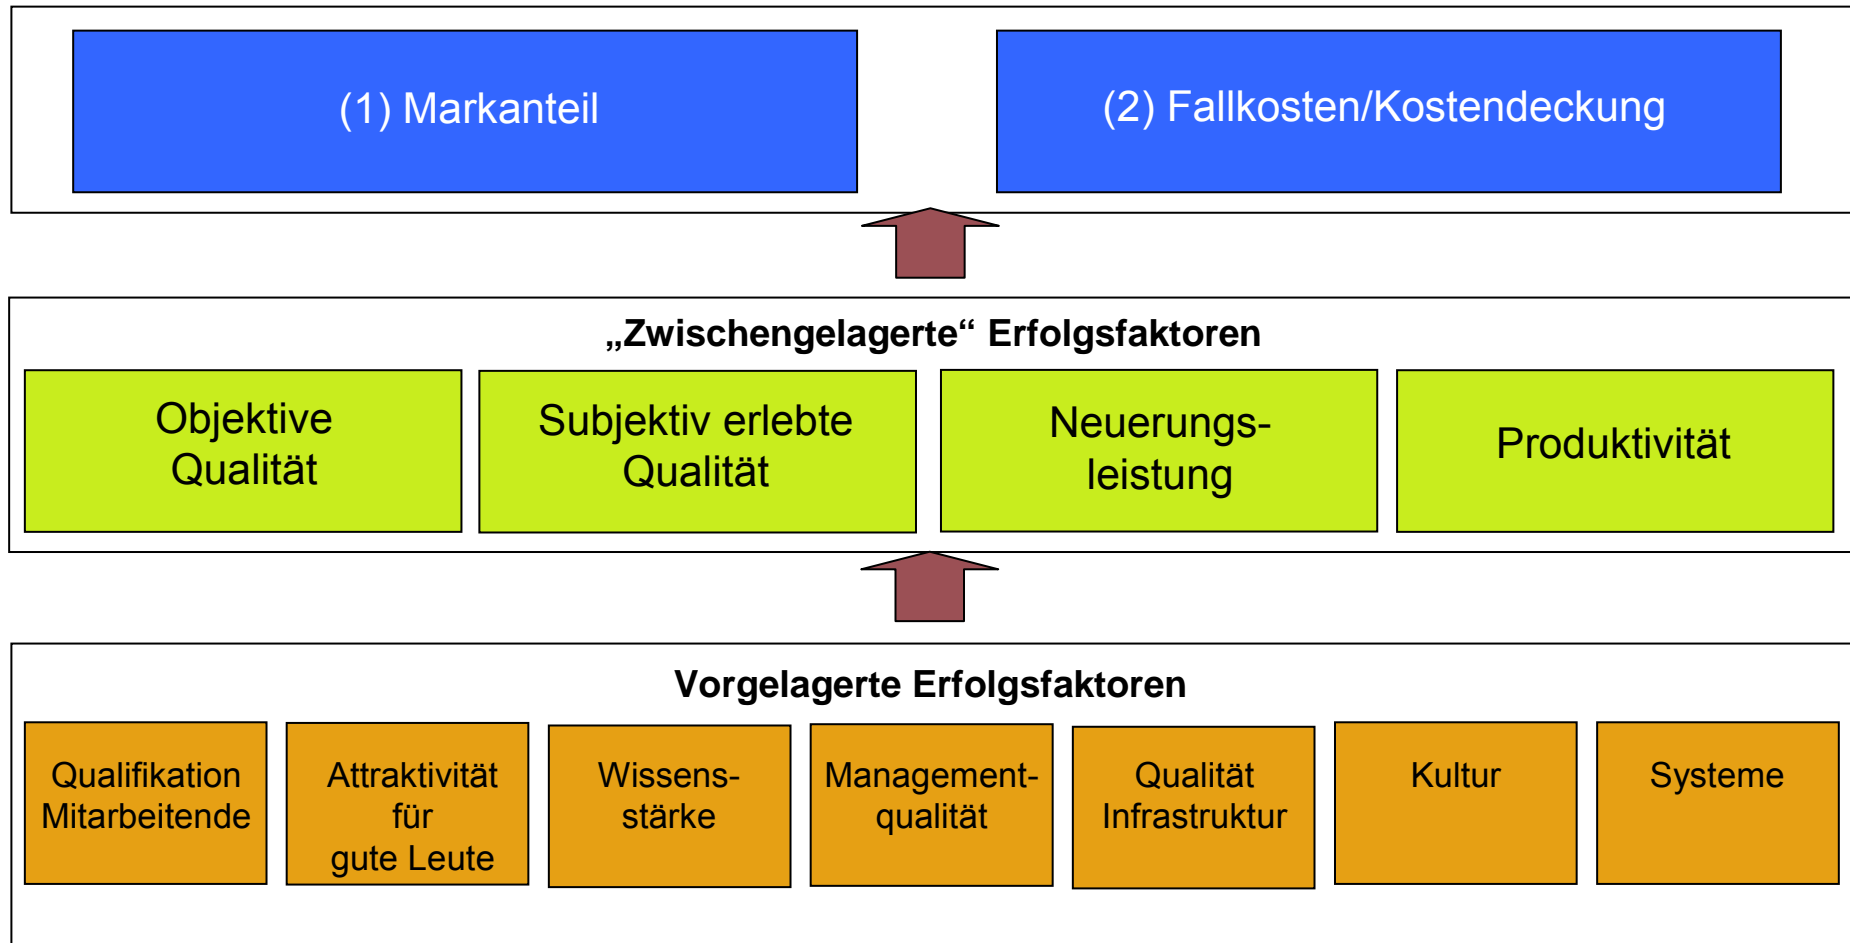 (1) Markanteil
(2) Fallkosten/Kostendeckung
„Zwischengelagerte“ Erfolgsfaktoren
Objektive
Qualität
Subjektiv erlebte
Qualität
Neuerungs-
leistung
Produktivität
Vorgelagerte Erfolgsfaktoren
Qualifikation
Mitarbeitende
Attraktivität
für
gute Leute
Wissens-
stärke
Management-
qualität
Qualität
Infrastruktur
Kultur
Systeme